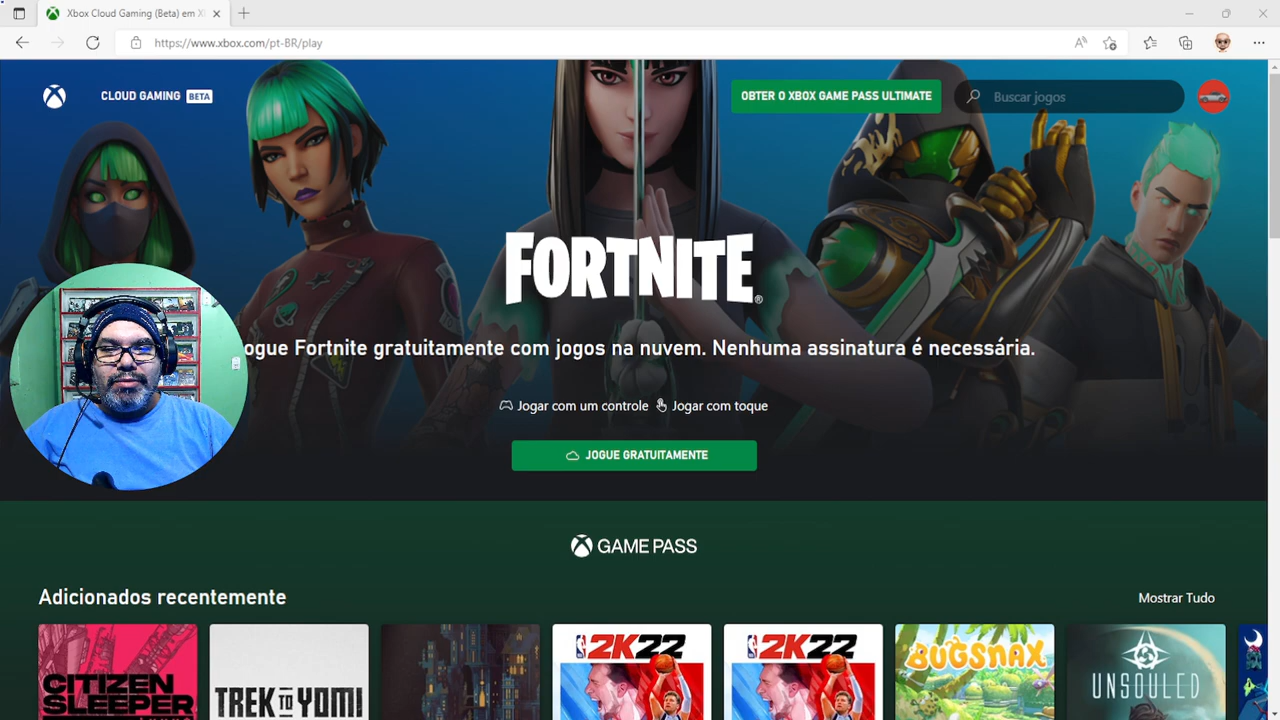 Xbox Cloud Gaming (Beta) em X
https://www.xbox.com/pt-BR/play
CLOUD GAMING BETA
OBTER O XBOX GAME PASS ULTIMATE
Buscar jogos
FORTNITE®
ogue Fortnite gratuitamente com jogos na nuvem. Nenhuma assinatura é necessária.
Jogar com um controle Jogar com toque
JOGUE GRATUITAMENTE
GAME PASS
Adicionados recentemente
Mostrar Tudo
CITIZEN
SLEEPER
TREK TO YOMI
NBA 2K22
NBA 2K22
BUGSNAX
UNSOULED